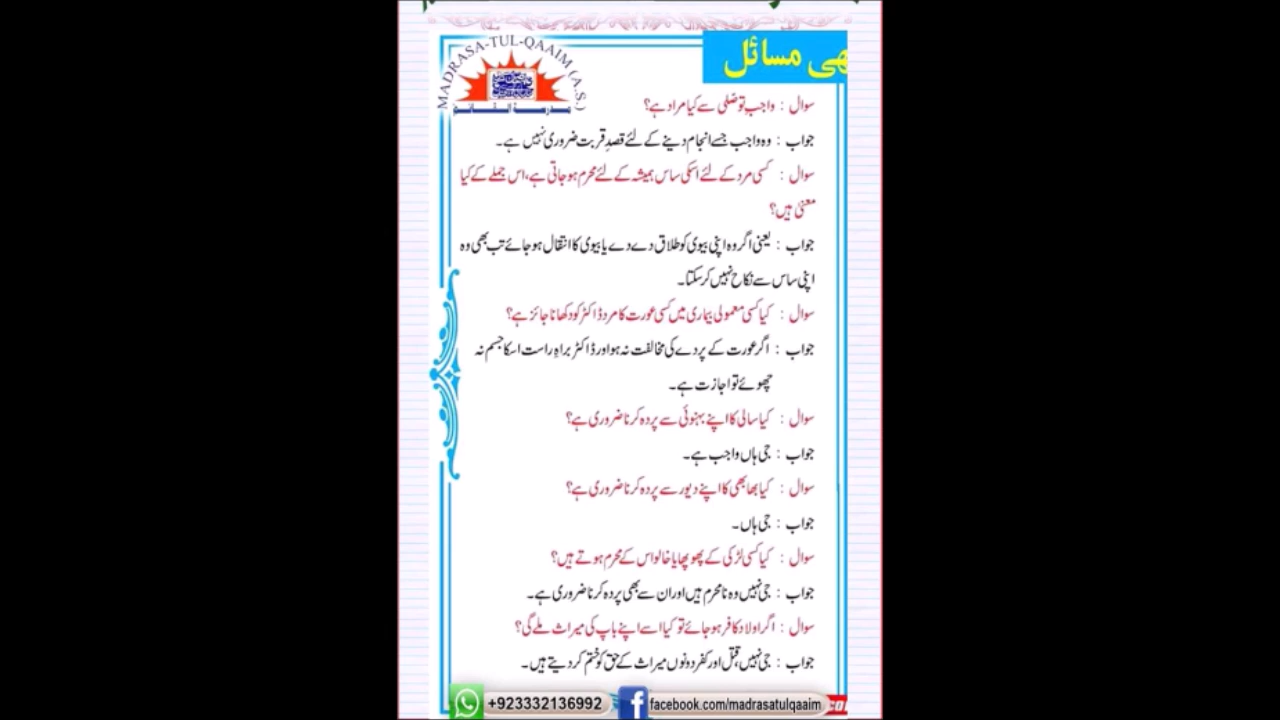 ہی مسائل
MADRASA-TUL-QAAIM (A.S.)
مدرسۃ القائم
سوال : واجبِ توصلی سے کیا مراد ہے؟
جواب : وہ واجب جسے انجام دینے کے لئے قصدِ قربت ضروری نہیں ہے۔
سوال : کسی مرد کے لئے اسکی ساس ہمیشہ کے لئے محرم ہو جاتی ہے، اس جملے کے کیا
معنیٰ ہیں؟
جواب : یعنی اگر وہ اپنی بیوی کو طلاق دے دے یا بیوی کا انتقال ہو جائے تب بھی وہ
اپنی ساس سے نکاح نہیں کر سکتا۔
سوال : کیا کسی معمولی بیماری میں کسی عورت کا مرد ڈاکٹر کو دکھانا جائز ہے؟
جواب : اگر عورت کے پردے کی مخالفت نہ ہو اور ڈاکٹر براہِ راست اسکا جسم نہ
چھوئے تو اجازت ہے۔
سوال : کیا سالی کا اپنے بہنوئی سے پردہ کرنا ضروری ہے؟
جواب : جی ہاں واجب ہے۔
سوال : کیا بھابھی کا اپنے دیور سے پردہ کرنا ضروری ہے؟
جواب : جی ہاں۔
سوال : کیا کسی لڑکی کے پھوپھا یا خالو اس کے محرم ہوتے ہیں؟
جواب : جی نہیں وہ نامحرم ہیں اور ان سے بھی پردہ کرنا ضروری ہے۔
سوال : اگر اولاد کافر ہو جائے تو کیا اسے اپنے باپ کی میراث ملے گی؟
جواب : جی نہیں، قتل اور کفر دونوں میراث کے حق کو ختم کر دیتے ہیں۔
+923332136992 facebook.com/madrasatulqaaim